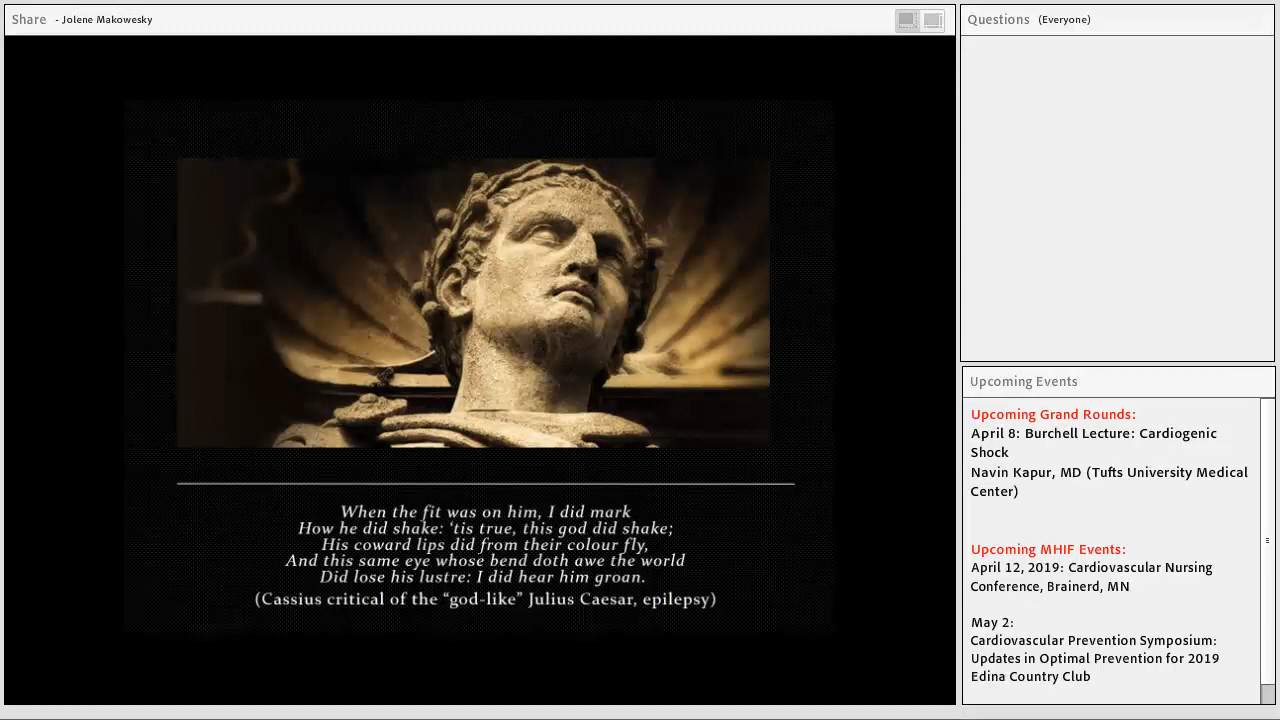 Share - Jolene Makowesky
When the fit was on him, I did mark
How he did shake: ‘tis true, this god did shake;
His coward lips did from their colour fly,
And this same eye whose bend doth awe the world
Did lose his lustre: I did hear him groan.
(Cassius critical of the “god-like” Julius Caesar, epilepsy)
Questions (Everyone)
Upcoming Events
Upcoming Grand Rounds:
April 8: Burchell Lecture: Cardiogenic
Shock
Navin Kapur, MD (Tufts University Medical
Center)
Upcoming MHIF Events:
April 12, 2019: Cardiovascular Nursing
Conference, Brainerd, MN
May 2:
Cardiovascular Prevention Symposium:
Updates in Optimal Prevention for 2019
Edina Country Club